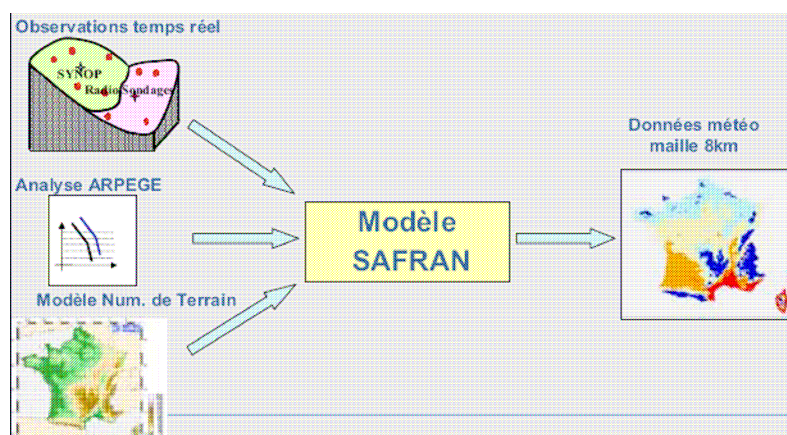 Observations temps réel
SYNOP
Radio Sondages
Analyse ARPEGE
Modèle Num. de Terrain
Modèle
SAFRAN
Données météo
maille 8km